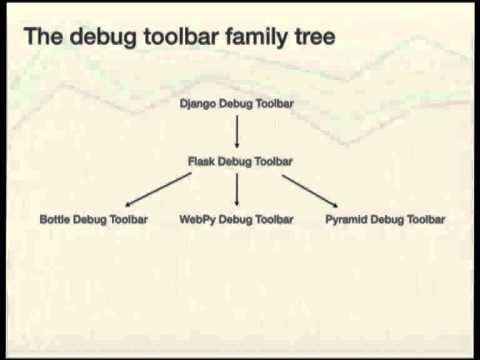 The debug toolbar family tree
Django Debug Toolbar
Flask Debug Toolbar
Bottle Debug Toolbar WebPy Debug Toolbar Pyramid Debug Toolbar